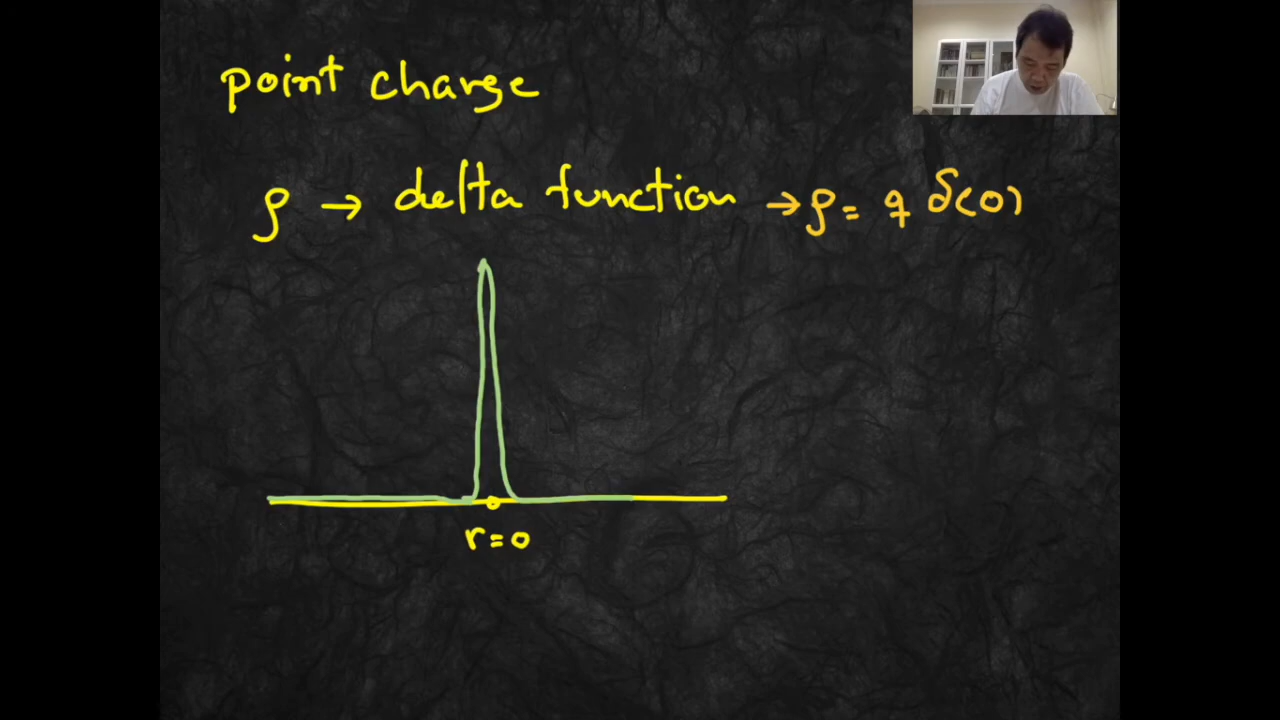 point charge
ρ → delta function → ρ = q δ(0)
r = 0